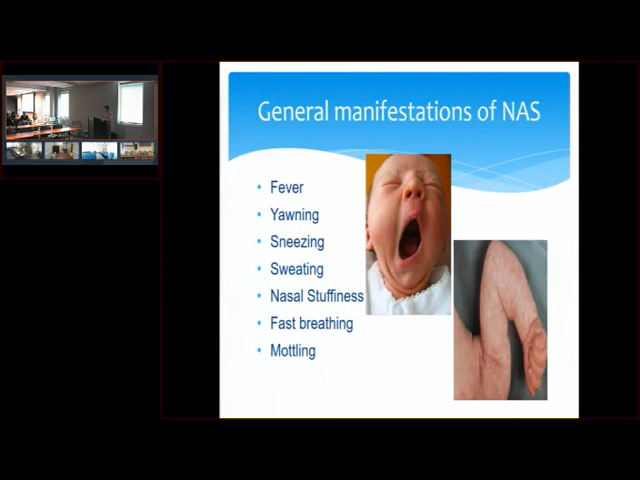 General manifestations of NAS
• Fever
• Yawning
• Sneezing
• Sweating
• Nasal Stuffiness
• Fast breathing
• Mottling